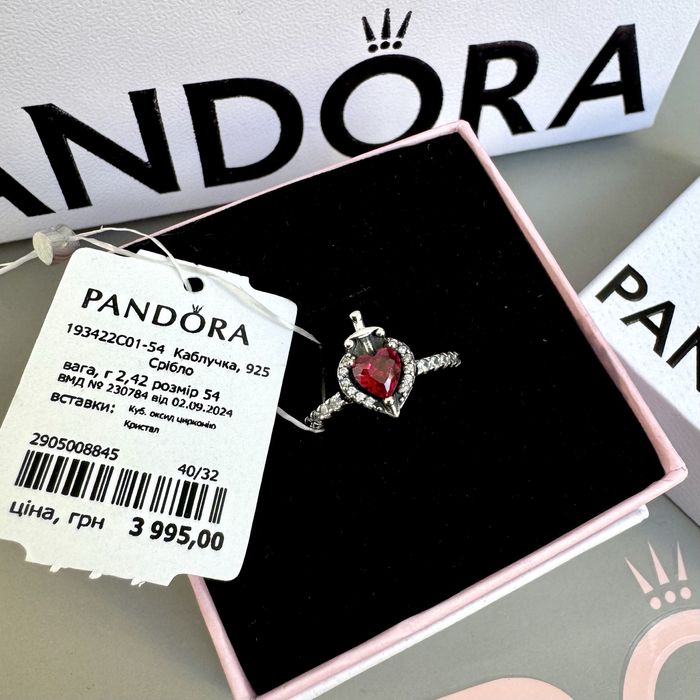 PANDORA
PAN
PANDORA
193422C01-54 Каблучка, 925
Срібло
вага, г 2,42 розмір 54
ВМД № 230784 від 02.09.2024
вставки: Куб. оксид цирконію
Кристал
2905008845
40/32
ціна, грн 3 995,00